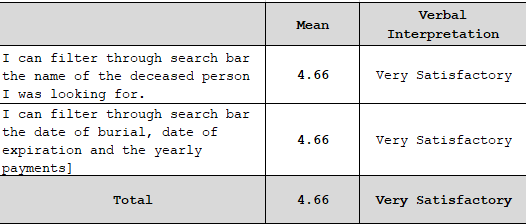 Mean
Verbal
Interpretation
I can filter through search bar
the name of the deceased person
I was looking for.
4.66
Very Satisfactory
I can filter through search bar
the date of burial, date of
expiration and the yearly
payments]
4.66
Very Satisfactory
Total
4.66
Very Satisfactory